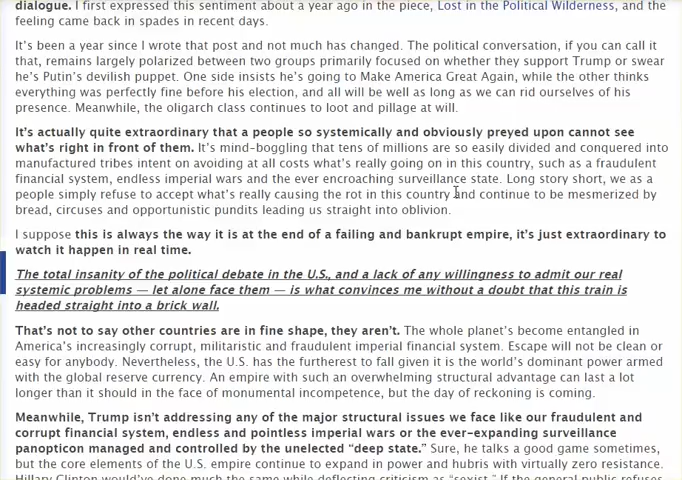 dialogue. I first expressed this sentiment about a year ago in the piece, Lost in the Political Wilderness, and the
feeling came back in spades in recent days.
It's been a year since I wrote that post and not much has changed. The political conversation, if you can call it
that, remains largely polarized between two groups primarily focused on whether they support Trump or swear
he's Putin's devilish puppet. One side insists he's going to Make America Great Again, while the other thinks
everything was perfectly fine before his election, and all will be well as long as we can rid ourselves of his
presence. Meanwhile, the oligarch class continues to loot and pillage at will.
It's actually quite extraordinary that a people so systemically and obviously preyed upon cannot see
what's right in front of them. It's mind-boggling that tens of millions are so easily divided and conquered into
manufactured tribes intent on avoiding at all costs what's really going on in this country, such as a fraudulent
financial system, endless imperial wars and the ever encroaching surveillance state. Long story short, we as a
people simply refuse to accept what's really causing the rot in this country and continue to be mesmerized by
bread, circuses and opportunistic pundits leading us straight into oblivion.
I suppose this is always the way it is at the end of a failing and bankrupt empire, it's just extraordinary to
watch it happen in real time.
The total insanity of the political debate in the U.S., and a lack of any willingness to admit our real
systemic problems — let alone face them — is what convinces me without a doubt that this train is
headed straight into a brick wall.
That's not to say other countries are in fine shape, they aren't. The whole planet's become entangled in
America's increasingly corrupt, militaristic and fraudulent imperial financial system. Escape will not be clean or
easy for anybody. Nevertheless, the U.S. has the furtherest to fall given it is the world's dominant power armed
with the global reserve currency. An empire with such an overwhelming structural advantage can last a lot
longer than it should in the face of monumental incompetence, but the day of reckoning is coming.
Meanwhile, Trump isn't addressing any of the major structural issues we face like our fraudulent and
corrupt financial system, endless and pointless imperial wars or the ever-expanding surveillance
panopticon managed and controlled by the unelected “deep state.” Sure, he talks a good game sometimes,
but the core elements of the U.S. empire continue to expand in power and hubris with virtually zero resistance.
Hillary Clinton would've done much the same while deflecting criticism as “sexist.” If the general public refuses